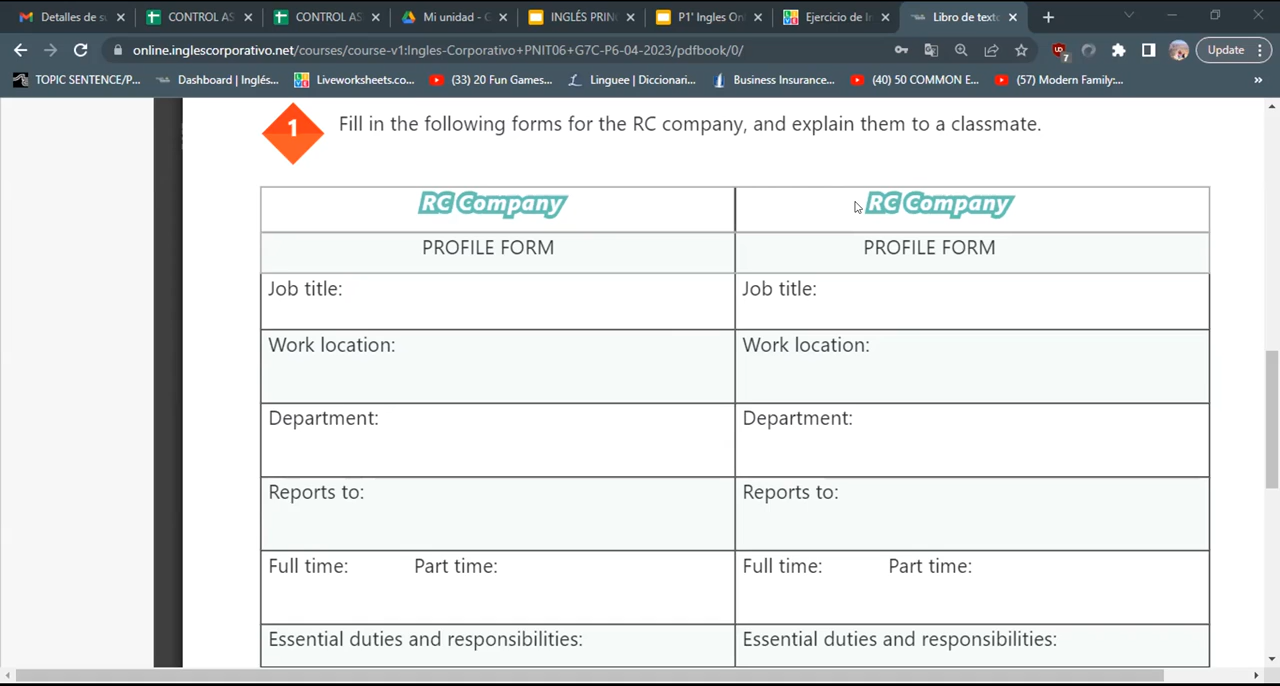 Detalles de su
CONTROL AS
CONTROL AS
Mi unidad - G
INGLÉS PRIN
P1' Ingles Onl
Ejercicio de In
Libro de texto
online.inglescorporativo.net/courses/course-v1:Ingles-Corporativo+PNIT06+G7C-P6-04-2023/pdfbook/0/
Update
TOPIC SENTENCE/P...
Dashboard | Inglés...
Liveworksheets.co...
(33) 20 Fun Games...
Linguee | Diccionari...
Business Insurance...
(40) 50 COMMON E...
(57) Modern Family:...
»
1
Fill in the following forms for the RC company, and explain them to a classmate.
RC Company RC Company
PROFILE FORM PROFILE FORM
Job title: Job title:
Work location: Work location:
Department: Department:
Reports to: Reports to:
Full time: Part time: Full time: Part time:
Essential duties and responsibilities: Essential duties and responsibilities: